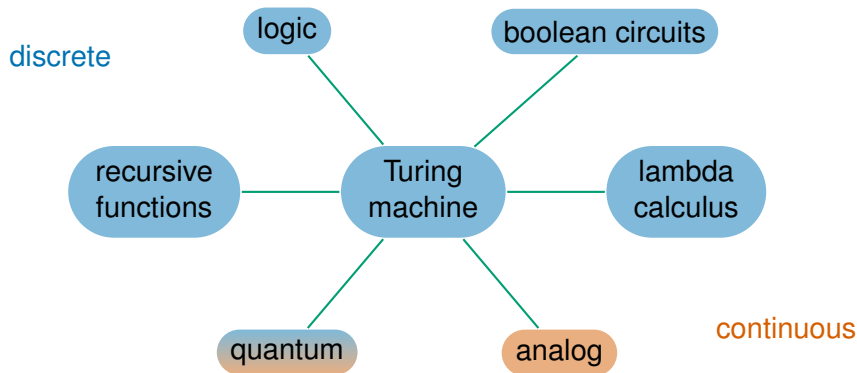 logic
boolean circuits
discrete
recursive
functions
Turing
machine
lambda
calculus
continuous
quantum
analog